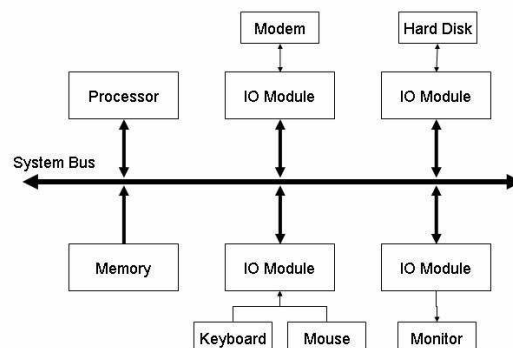 Modem
Hard Disk
Processor
IO Module
IO Module
System Bus
Memory
IO Module
IO Module
Keyboard
Mouse
Monitor